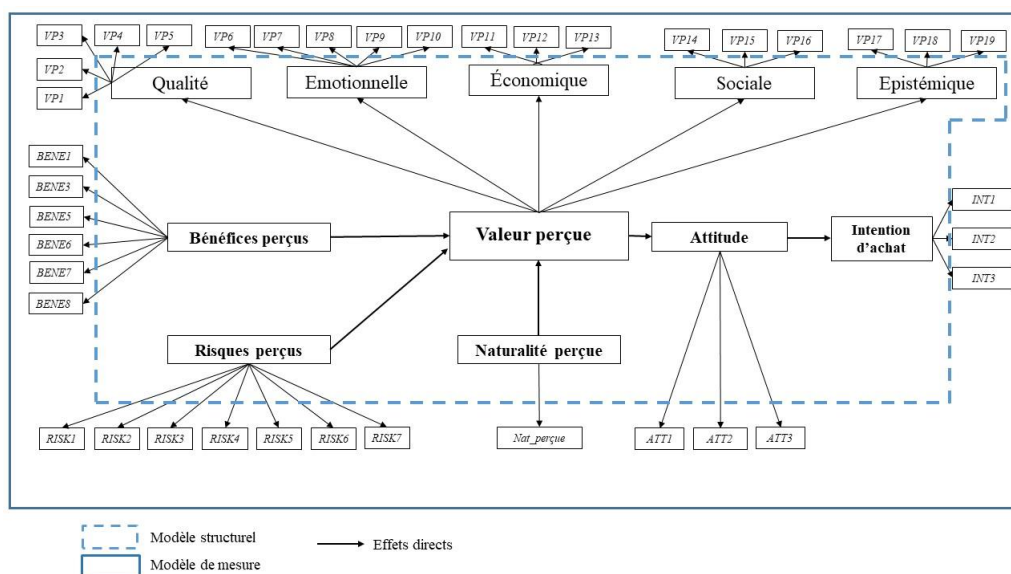 VP3
VP4
VP5
VP6
VP7
VP8
VP9
VP10
VP11
VP12
VP13
VP14
VP15
VP16
VP17
VP18
VP19
VP2
VP1
Qualité
Emotionnelle
Économique
Sociale
Epistémique
BENE1
BENE3
BENE5
BENE6
BENE7
BENE8
Bénéfices perçus
Valeur perçue
Attitude
Intention
d'achat
INT1
INT2
INT3
Risques perçus
Naturalité perçue
RISK1
RISK2
RISK3
RISK4
RISK5
RISK6
RISK7
Nat_perçue
ATT1
ATT2
ATT3
Modèle structurel
Effets directs
Modèle de mesure